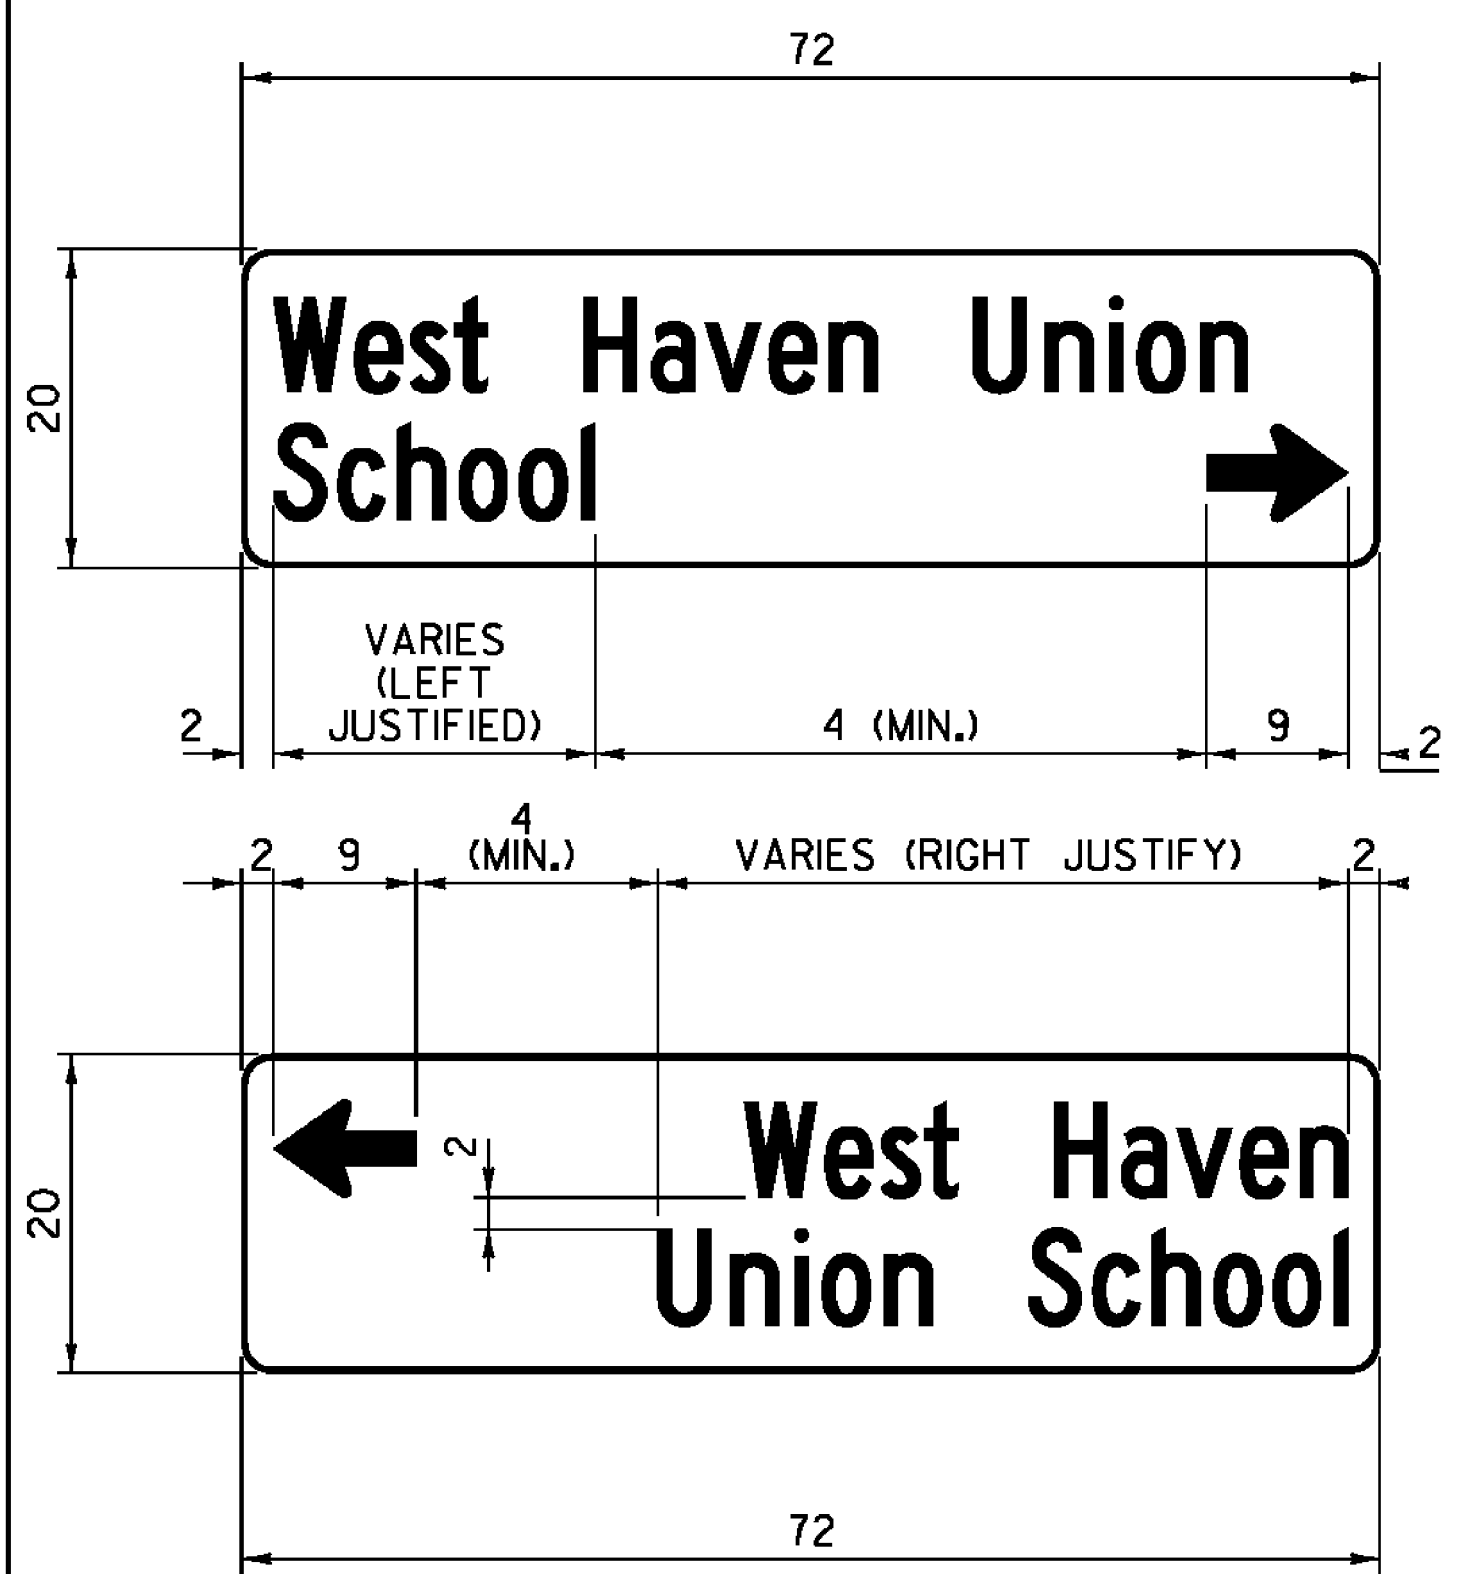 72
20
West Haven Union
School
VARIES
(LEFT
JUSTIFIED)
2
4 (MIN.)
9
2
2
9
4
(MIN.)
VARIES (RIGHT JUSTIFY)
2
20
2
West Haven
Union School
72